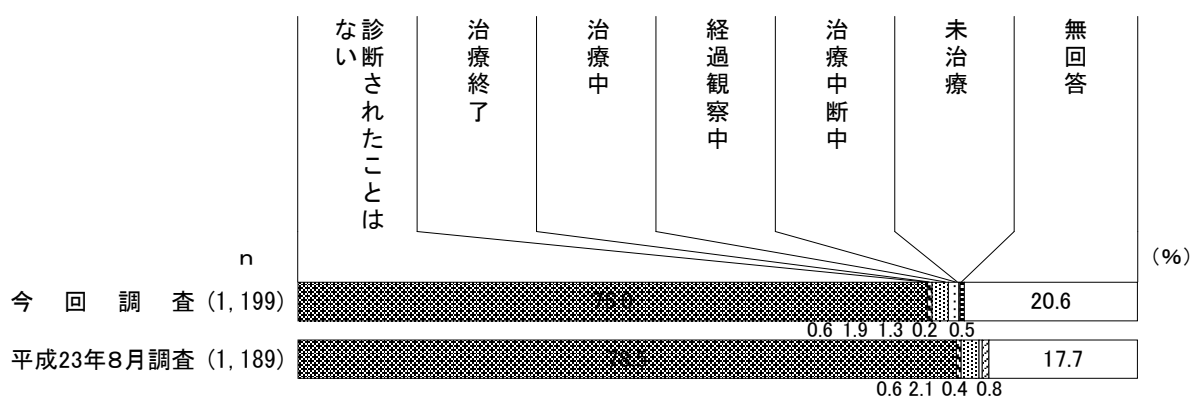 診断されたことは
ない
治療終了
治療中
経過観察中
治療中断中
未治療
無回答
n
(%)
今回調査 (1,199)
75.0
20.6
0.6 1.9 1.3 0.2 0.5
平成23年8月調査 (1,189)
78.5
17.7
0.6 2.1 0.4 0.8